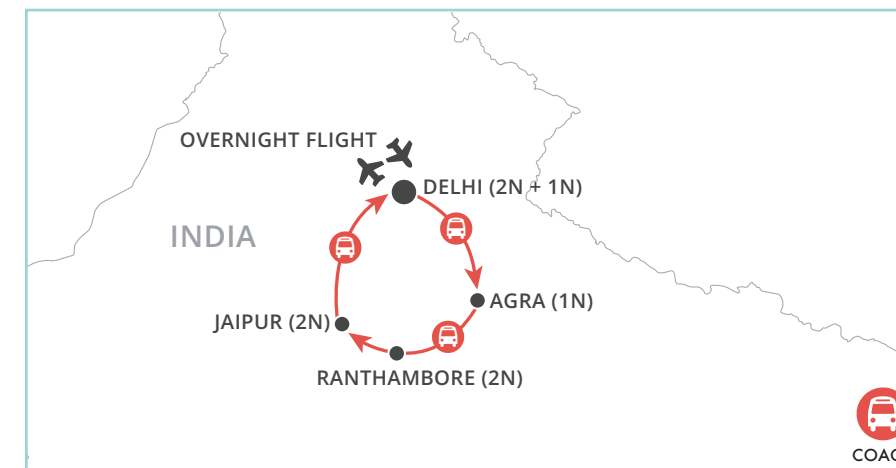 OVERNIGHT FLIGHT
DELHI (2N + 1N)
INDIA
AGRA (1N)
JAIPUR (2N)
RANTHAMBORE (2N)